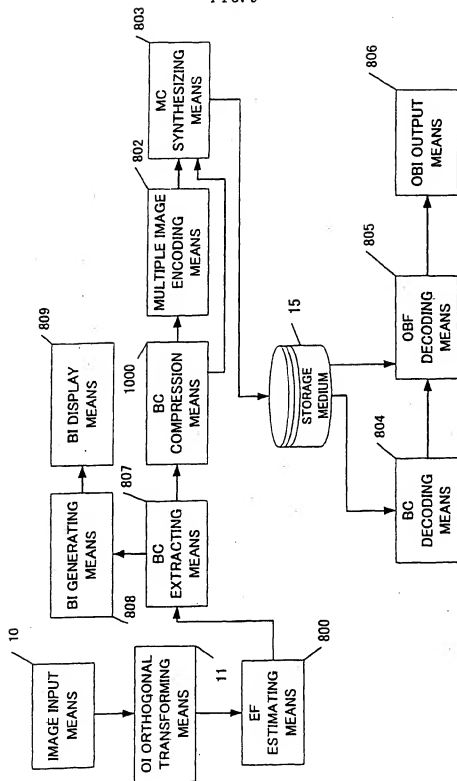 10
IMAGE INPUT
MEANS
OI ORTHOGONAL
TRANSFORMING
MEANS
11
EF
ESTIMATING
MEANS
800
BI GENERATING
MEANS
808
BI DISPLAY
MEANS
809
BC
EXTRACTING
MEANS
807
BC
COMPRESSION
MEANS
1000
MULTIPLE IMAGE
ENCODING
MEANS
802
MC
SYNTHESIZING
MEANS
803
STORAGE
MEDIUM
15
BC
DECODING
MEANS
804
OBF
DECODING
MEANS
805
OBI OUTPUT
MEANS
806